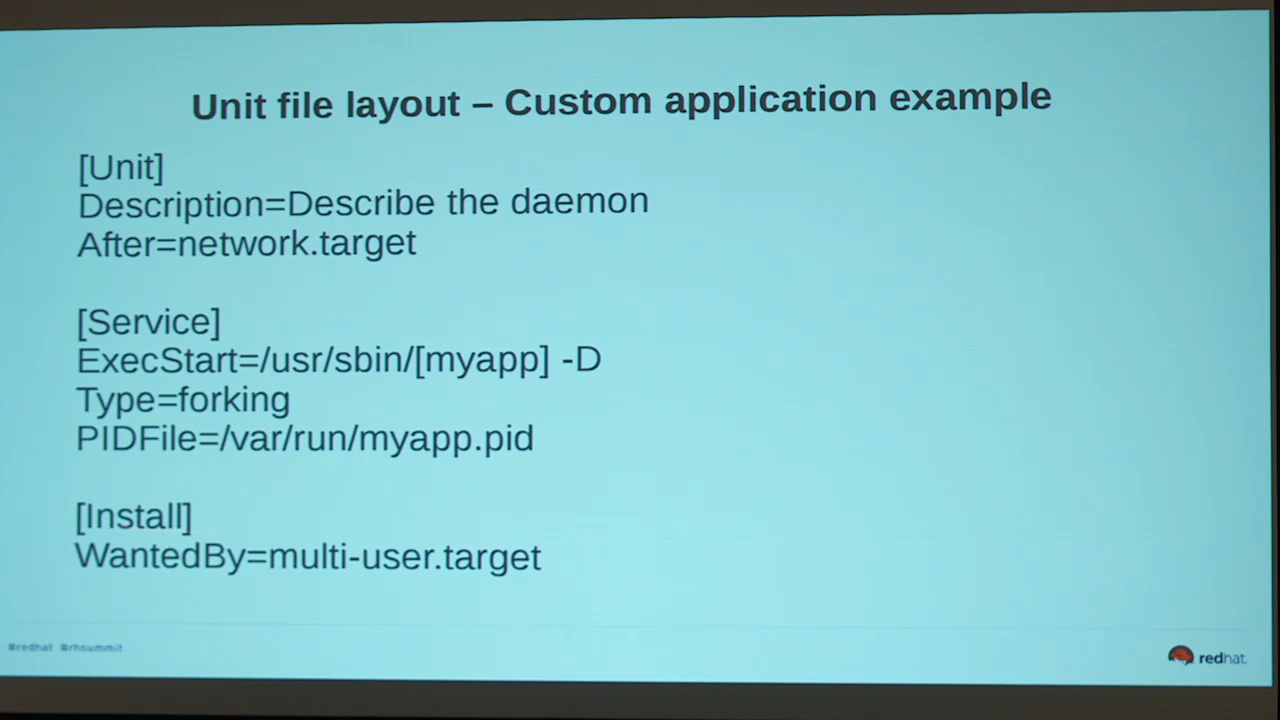 Unit file layout – Custom application example
[Unit]
Description=Describe the daemon
After=network.target
[Service]
ExecStart=/usr/sbin/[myapp] -D
Type=forking
PIDFile=/var/run/myapp.pid
[Install]
WantedBy=multi-user.target
#redhat #rhsummit
redhat.